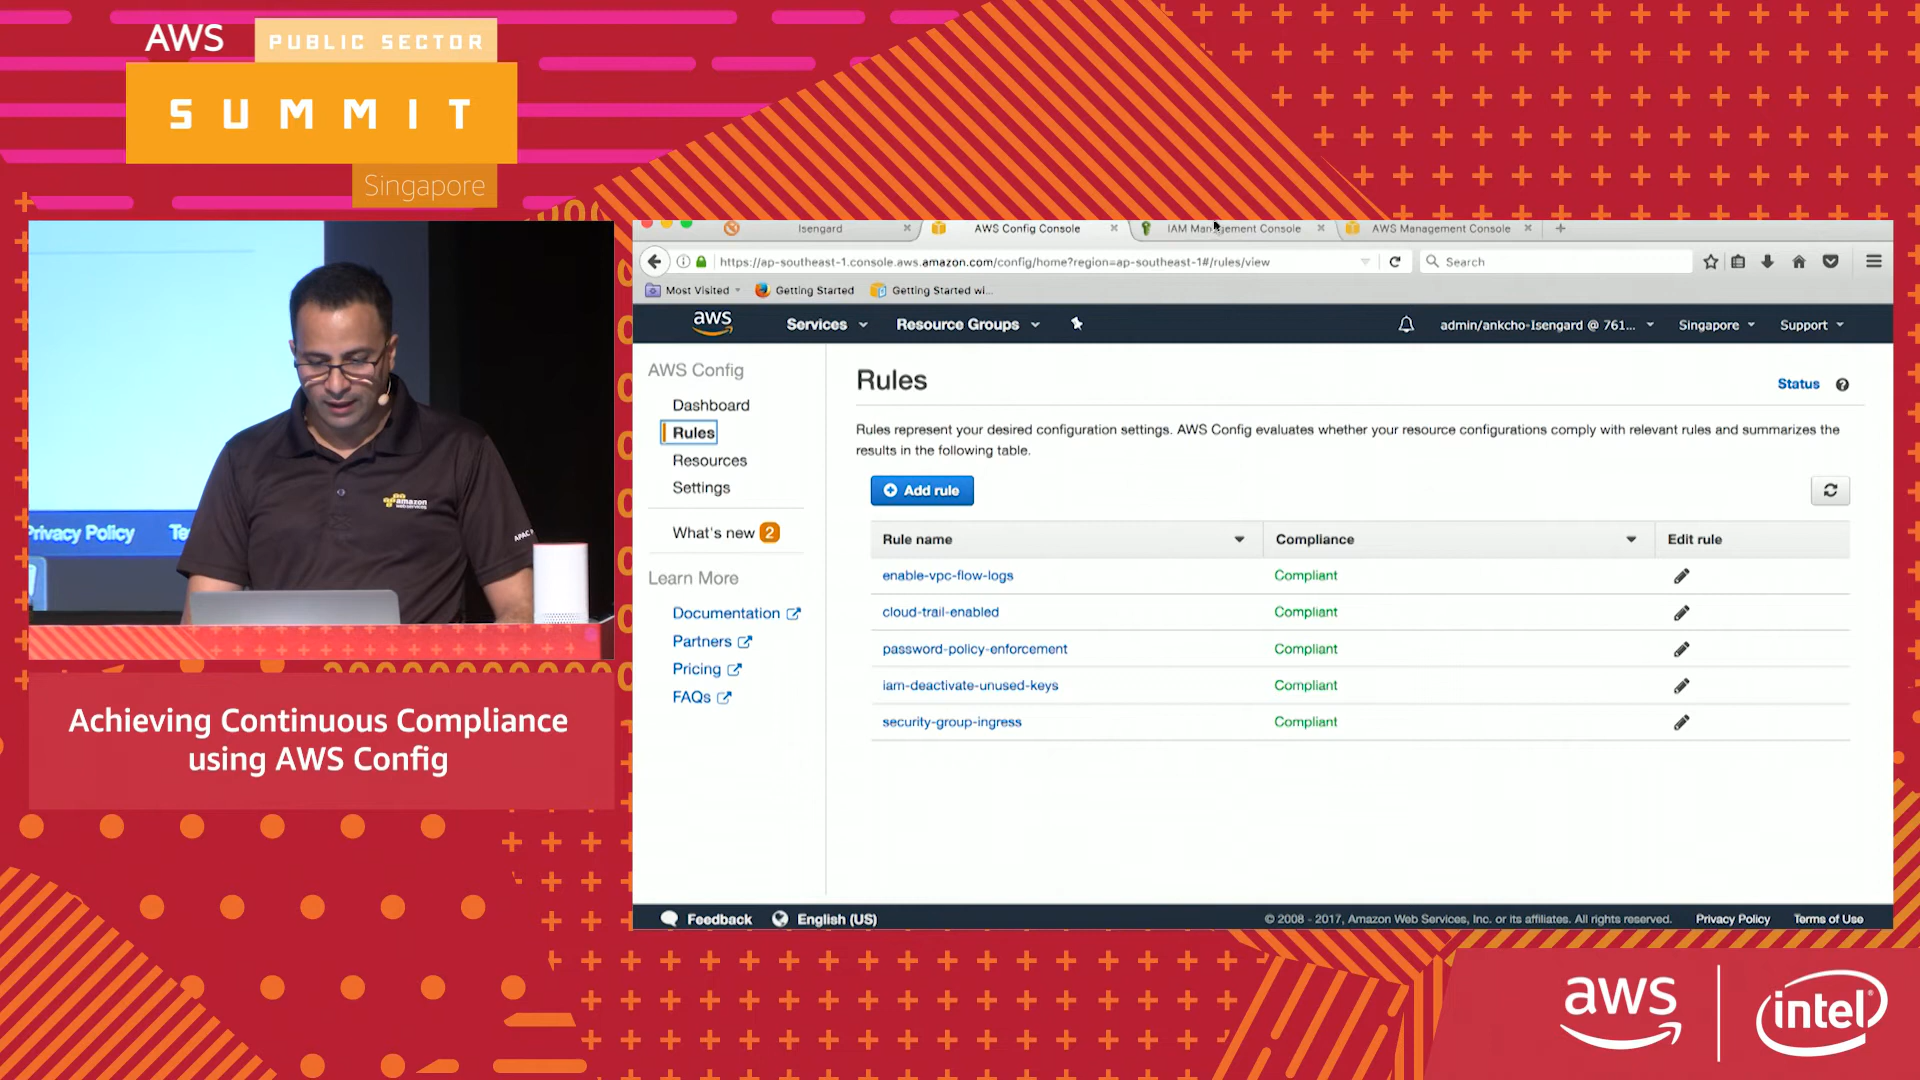 AWS
PUBLIC SECTOR
SUMMIT
Singapore
Privacy Policy
amazon
web services
APAC
Achieving Continuous Compliance
using AWS Config
Isengard
AWS Config Console
IAM Management Console
AWS Management Console
https://ap-southeast-1.console.aws.amazon.com/config/home?region=ap-southeast-1#/rules/view
Search
Most Visited
Getting Started
Getting Started wi...
aws
Services
Resource Groups
admin/ankcho-Isengard @ 761...
Singapore
Support
AWS Config
Dashboard
Rules
Resources
Settings
What's new 2
Learn More
Documentation
Partners
Pricing
FAQs
Rules
Status
Rules represent your desired configuration settings. AWS Config evaluates whether your resource configurations comply with relevant rules and summarizes the
results in the following table.
Add rule
Rule name Compliance Edit rule
enable-vpc-flow-logs Compliant
cloud-trail-enabled Compliant
password-policy-enforcement Compliant
iam-deactivate-unused-keys Compliant
security-group-ingress Compliant
Feedback
English (US)
© 2008 - 2017, Amazon Web Services, Inc. or its affiliates. All rights reserved.
Privacy Policy
Terms of Use
aws
intel